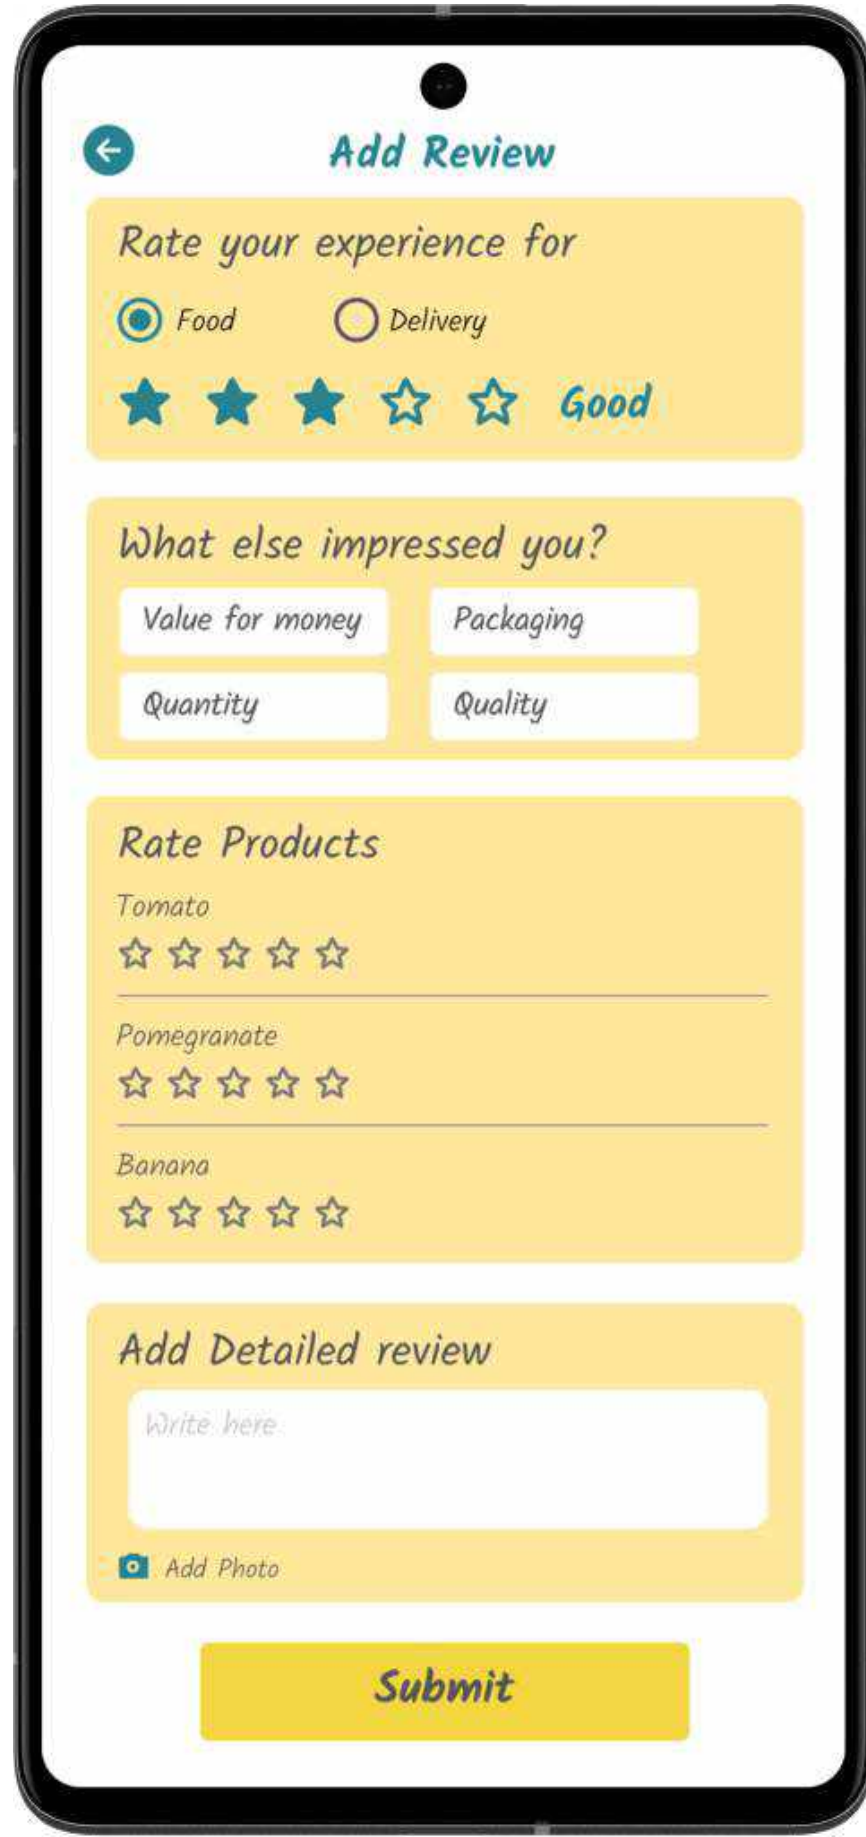 Add Review
Rate your experience for
Food Delivery
Good
What else impressed you?
Value for money Packaging
Quantity Quality
Rate Products
Tomato
Pomegranate
Banana
Add Detailed review
Write here
Add Photo
Submit